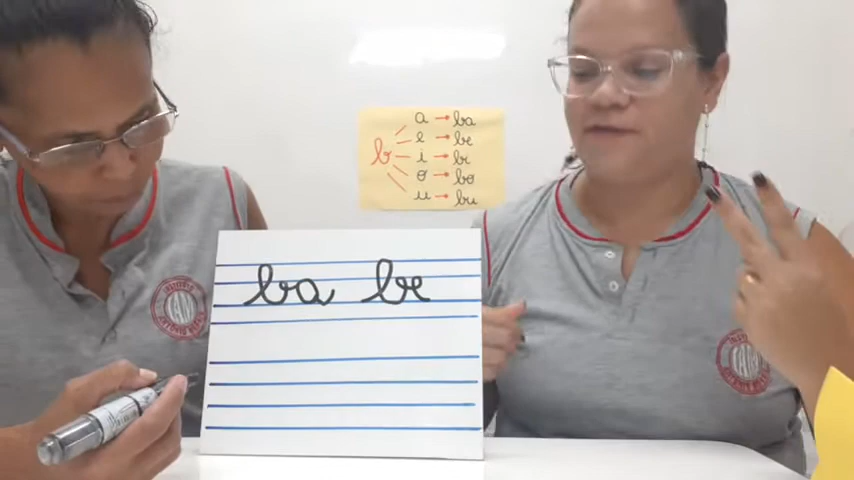 a → ba
e → be
b i → bi
o → bo
u → bu
ba be